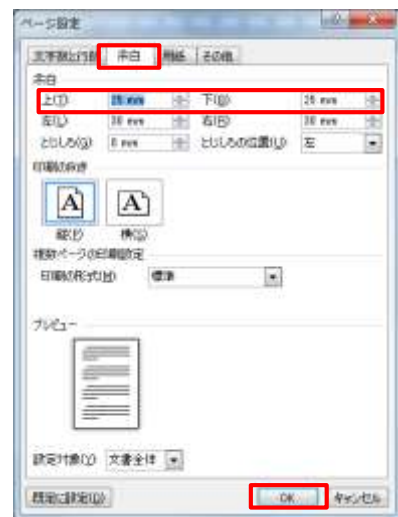 ページ設定
文字数と行数 余白 用紙 その他
余白
上(T) 25 mm 下(B) 25 mm
左(L) 30 mm 右(R) 30 mm
とじしろ(G) 0 mm とじしろの位置(U) 左
印刷の向き
A A
縦(P) 横(S)
複数ページの印刷設定
印刷の形式(M) 標準
プレビュー
設定対象(Y) 文書全体
既定に設定(D) OK キャンセル